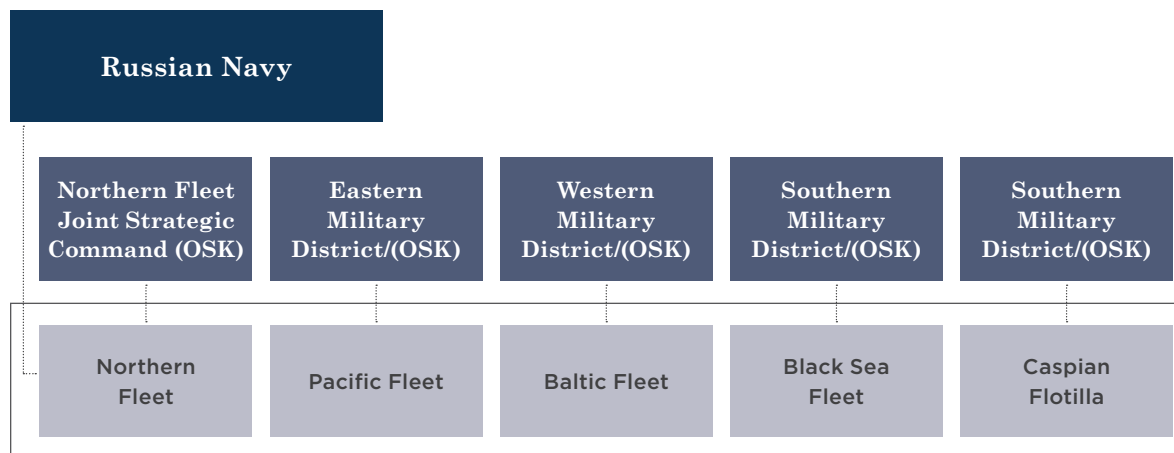 Russian Navy
Northern Fleet
Joint Strategic
Command (OSK)
Eastern
Military
District/(OSK)
Western
Military
District/(OSK)
Southern
Military
District/(OSK)
Southern
Military
District/(OSK)
Northern
Fleet
Pacific Fleet
Baltic Fleet
Black Sea
Fleet
Caspian
Flotilla